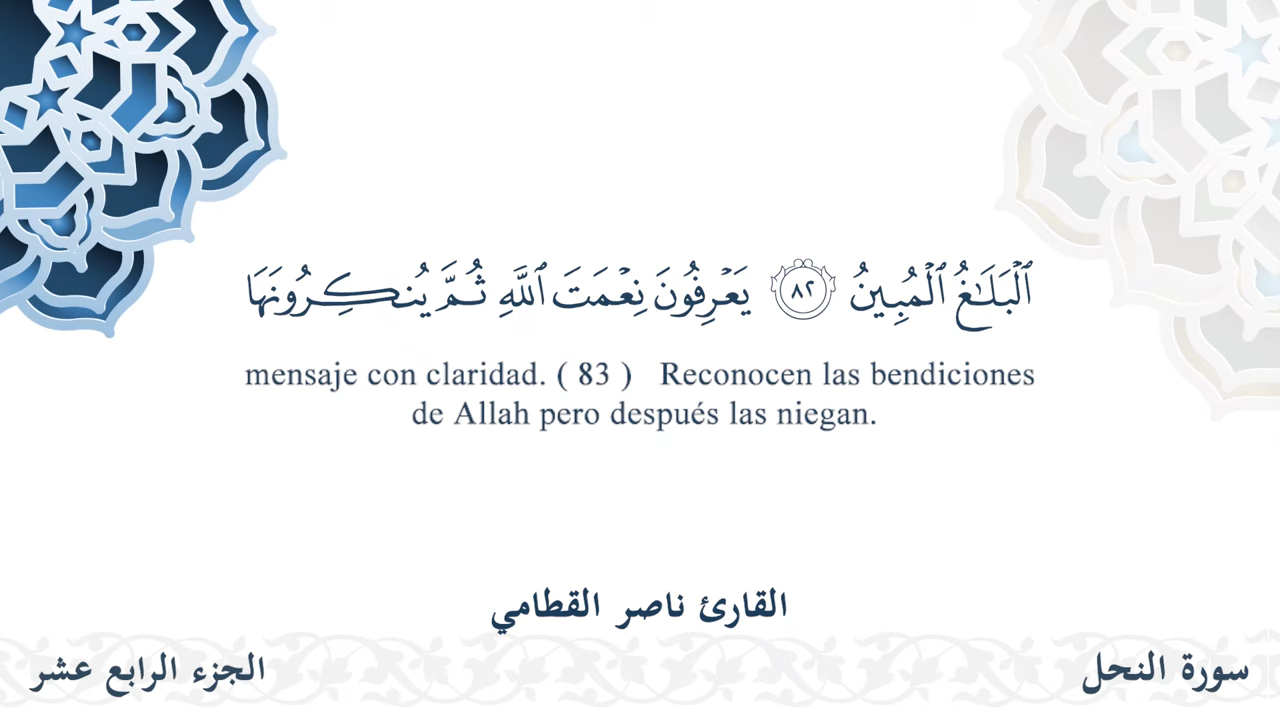 ٱلۡبَلَٰغُ ٱلۡمُبِينُ ٨٢ يَعۡرِفُونَ نِعۡمَتَ ٱللَّهِ ثُمَّ يُنكِرُونَهَا
mensaje con claridad. ( 83 ) Reconocen las bendiciones
de Allah pero después las niegan.
القارئ ناصر القطامي
سورة النحل
الجزء الرابع عشر